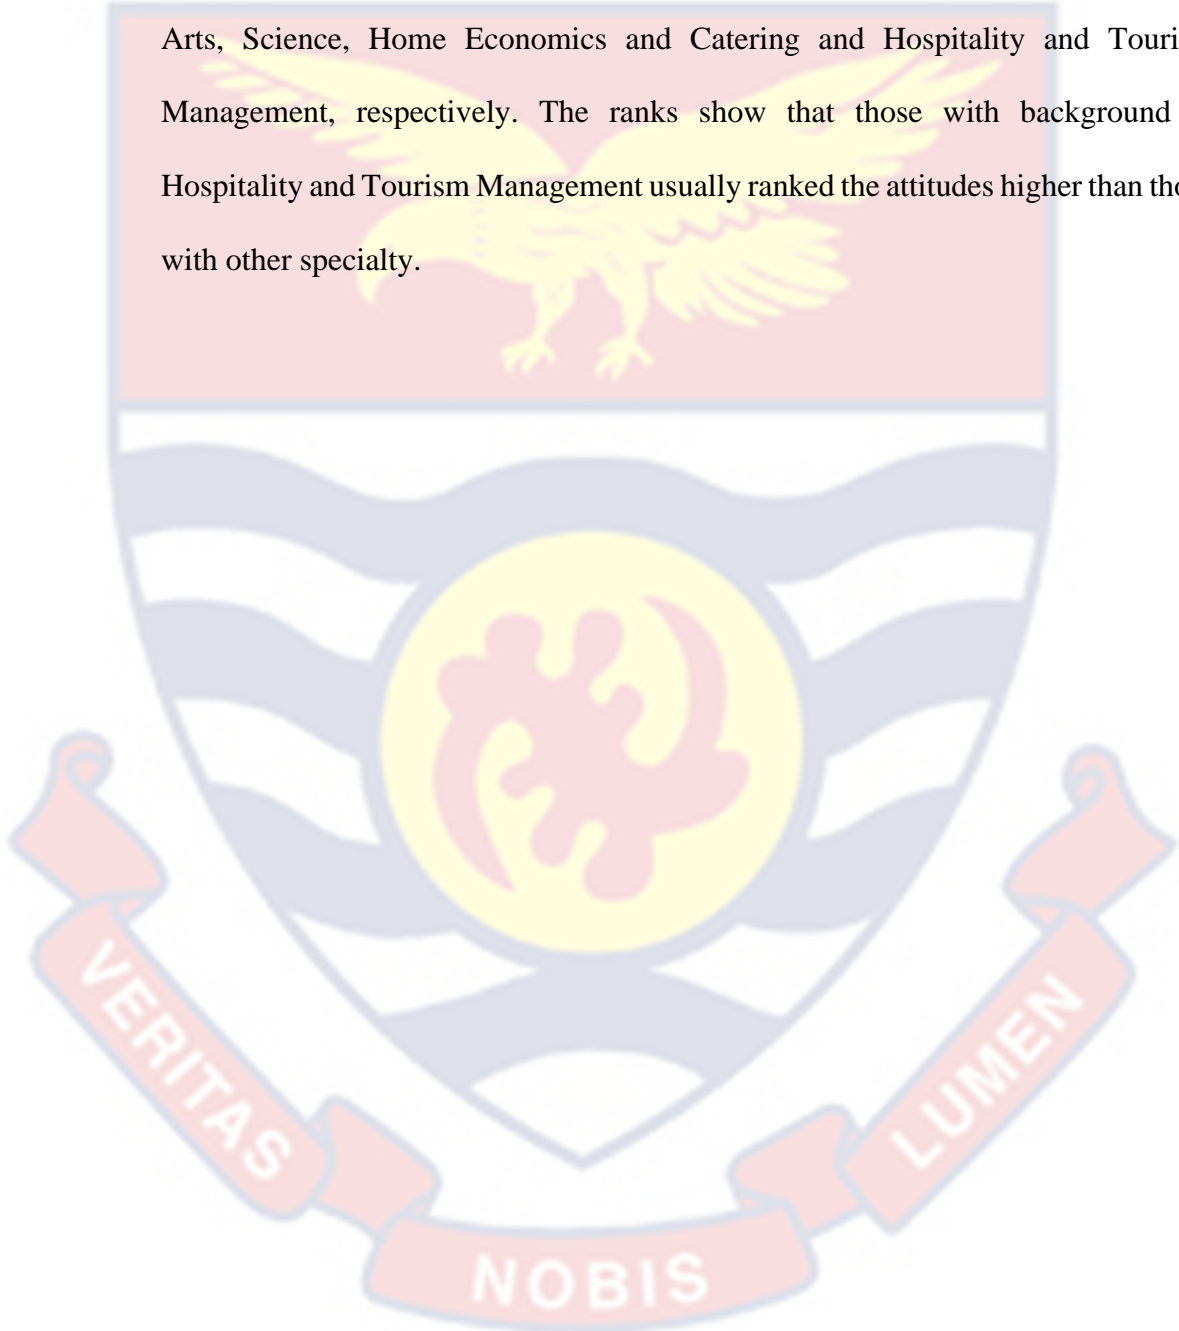 Arts, Science, Home Economics and Catering and Hospitality and Touri
Management, respectively. The ranks show that those with background
Hospitality and Tourism Management usually ranked the attitudes higher than tho
with other specialty.
VERITAS
NOBIS
LUMEN